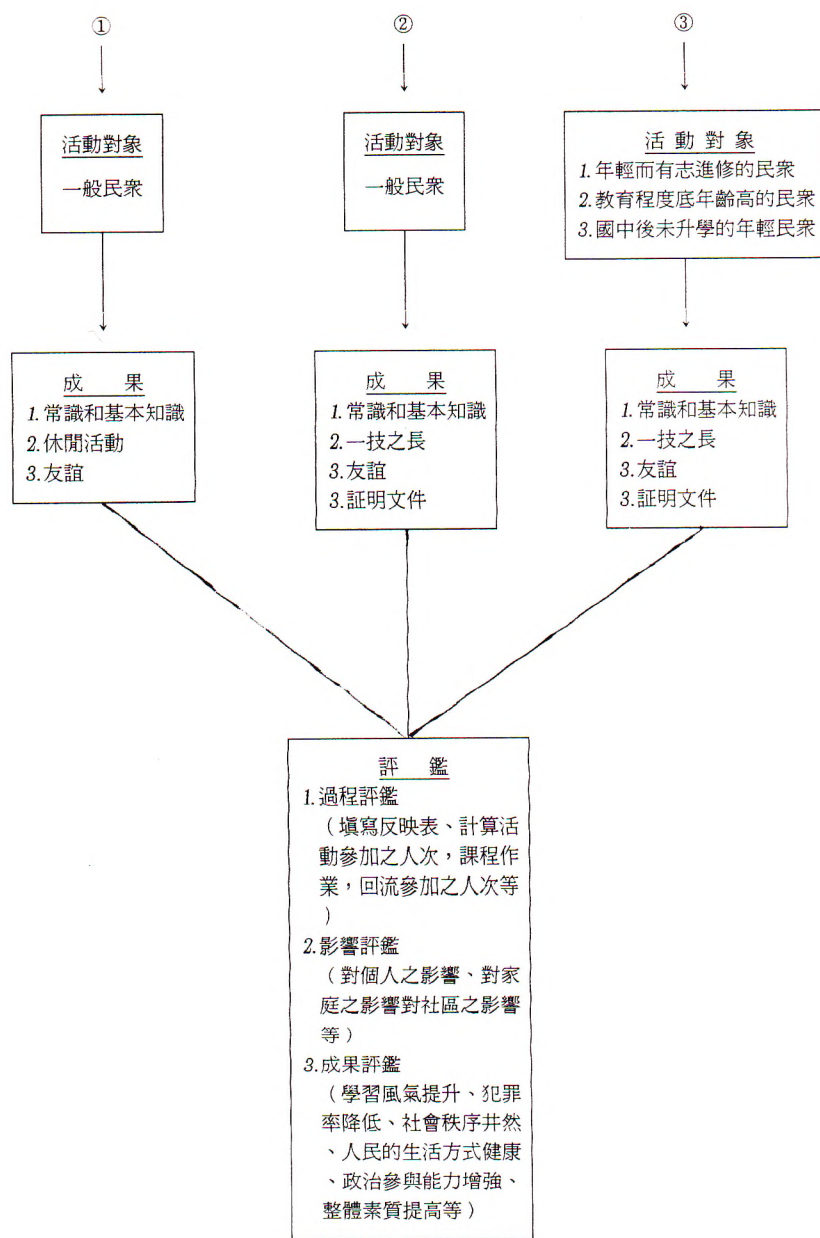 ①
②
③
活動對象
一般民衆
活動對象
一般民衆
活動對象
1.年輕而有志進修的民衆
2.教育程度底年齡高的民衆
3.國中後未升學的年輕民衆
成 果
1.常識和基本知識
2.休閒活動
3.友誼
成 果
1.常識和基本知識
2.一技之長
3.友誼
3.証明文件
成 果
1.常識和基本知識
2.一技之長
3.友誼
3.証明文件
評 鑑
1.過程評鑑
（塡寫反映表、計算活
動參加之人次，課程作
業，回流參加之人次等
）
2.影響評鑑
（對個人之影響、對家
庭之影響對社區之影響
等）
3.成果評鑑
（學習風氣提升、犯罪
率降低、社會秩序井然
、人民的生活方式健康
、政治參與能力增強、
整體素質提高等）